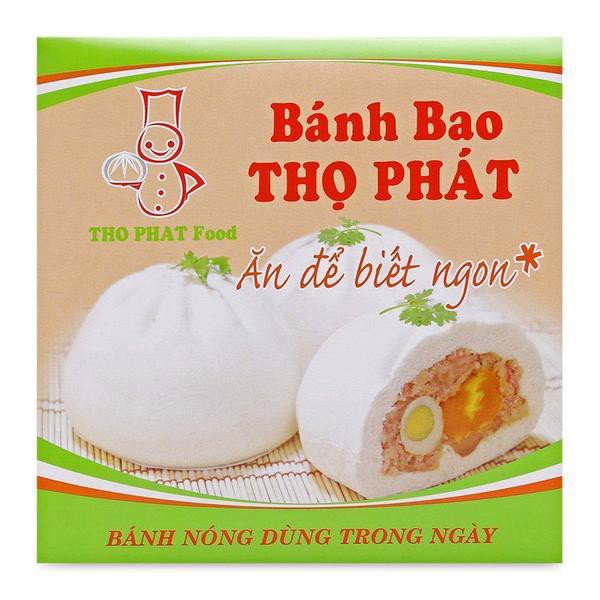 Bánh Bao
THỌ PHÁT
THO PHAT Food
Ăn để biết ngon*
BÁNH NÓNG DÙNG TRONG NGÀY